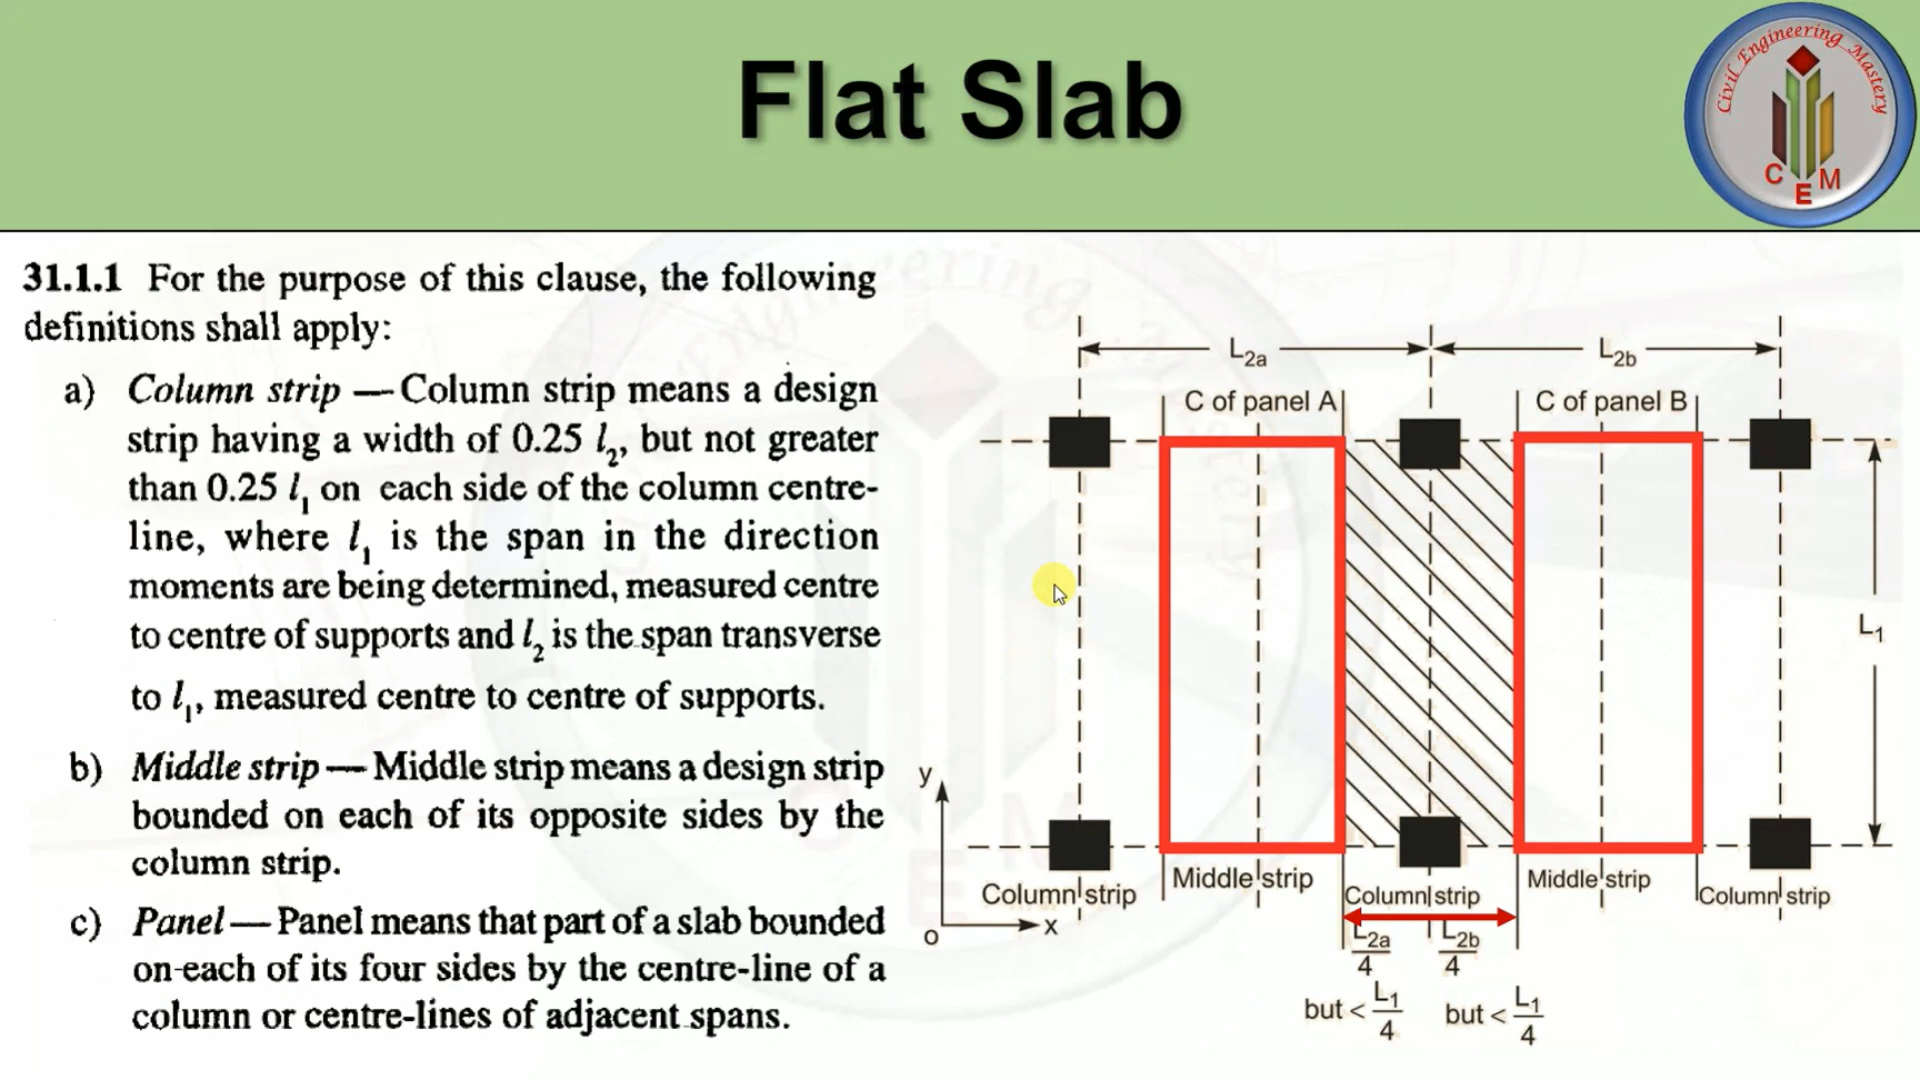 Flat Slab
Civil Engineering Mastery
C E M
31.1.1 For the purpose of this clause, the following
definitions shall apply:
a) Column strip — Column strip means a design
strip having a width of 0.25 l₂, but not greater
than 0.25 l₁ on each side of the column centre-
line, where l₁ is the span in the direction
moments are being determined, measured centre
to centre of supports and l₂ is the span transverse
to l₁, measured centre to centre of supports.
b) Middle strip — Middle strip means a design strip
bounded on each of its opposite sides by the
column strip.
c) Panel — Panel means that part of a slab bounded
on each of its four sides by the centre-line of a
column or centre-lines of adjacent spans.
L2a L2b
C of panel A C of panel B
L1
y
o x
Column strip Middle strip Column strip Middle strip Column strip
L2a/4 L2b/4
but < L1/4 but < L1/4